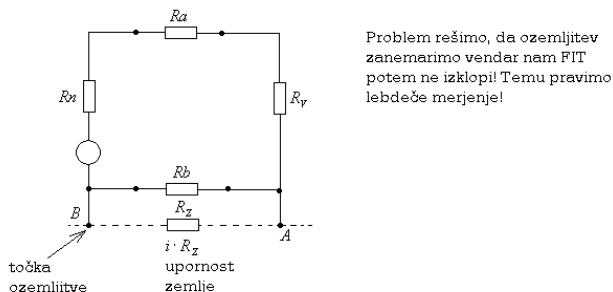 Ra
Problem rešimo, da ozemljitev
zanemarimo vendar nam FIT
potem ne izklopi! Temu pravimo
lebdeče merjenje!
Rn
Rv
Rb
B
Rz
A
i · Rz
točka
ozemljitve
upornost
zemlje